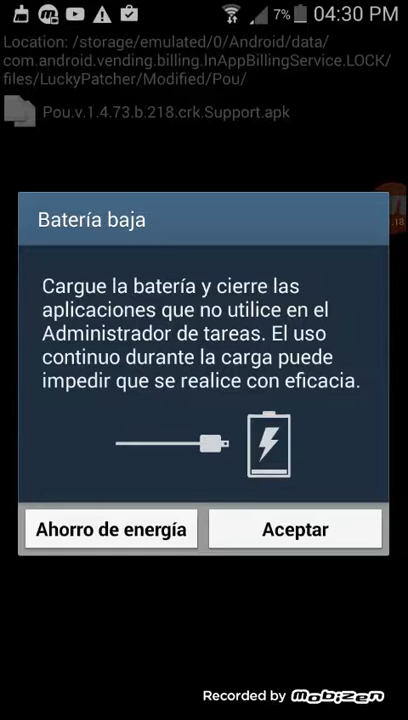 7%
04:30 PM
Location: /storage/emulated/0/Android/data/
com.android.vending.billing.InAppBillingService.LOCK/
files/LuckyPatcher/Modified/Pou/
Pou.v.1.4.73.b.218.crk.Support.apk
.18
Batería baja
Cargue la batería y cierre las
aplicaciones que no utilice en el
Administrador de tareas. El uso
continuo durante la carga puede
impedir que se realice con eficacia.
Ahorro de energía
Aceptar
Recorded by mobizen